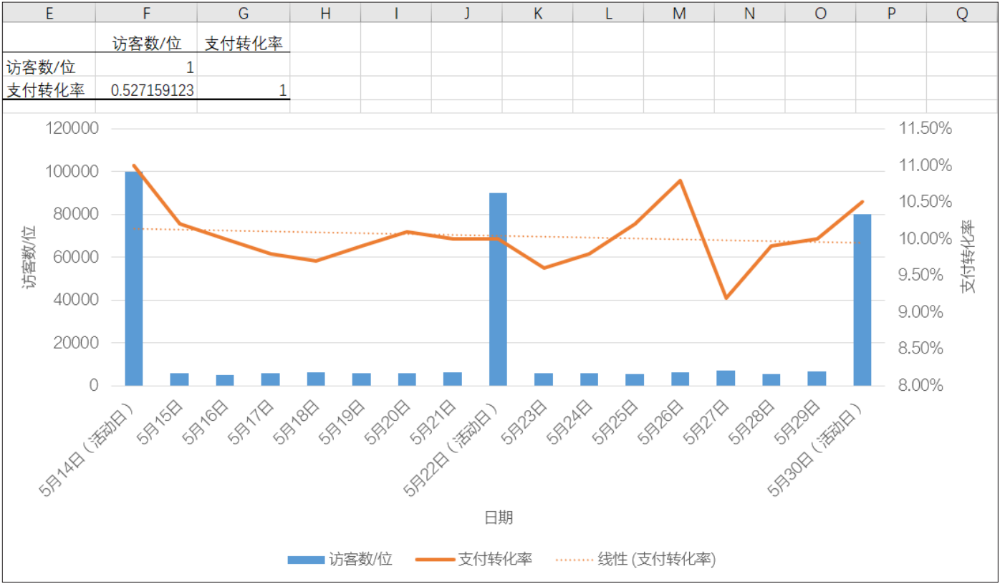 E F G H I J K L M N O P Q
访客数/位 支付转化率
访客数/位 1
支付转化率 0.527159123 1
120000
100000
80000
60000
40000
20000
0
访客数/位
11.50%
11.00%
10.50%
10.00%
9.50%
9.00%
8.50%
8.00%
支付转化率
5月14日（活动日） 5月15日 5月16日 5月17日 5月18日 5月19日 5月20日 5月21日 5月22日（活动日） 5月23日 5月24日 5月25日 5月26日 5月27日 5月28日 5月29日 5月30日（活动日）
日期
访客数/位 支付转化率 线性 (支付转化率)